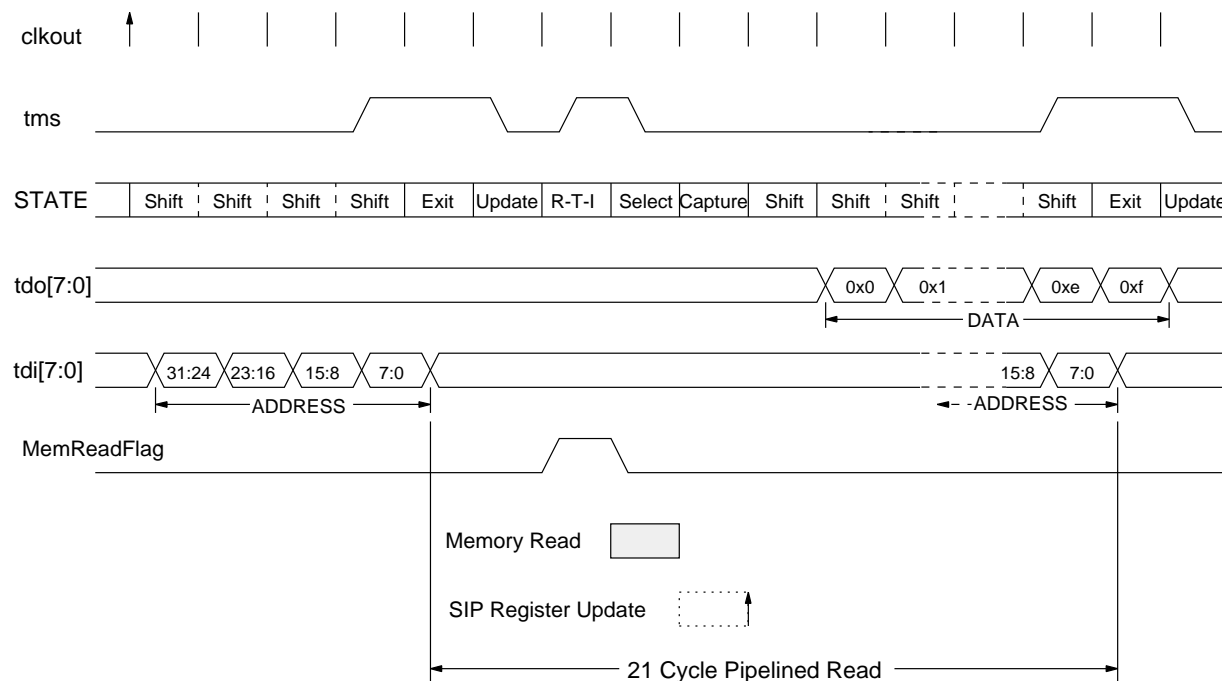 clkout
tms
STATE Shift Shift Shift Shift Exit Update R-T-I Select Capture Shift Shift Shift Shift Exit Update
tdo[7:0] 0x0 0x1 0xe 0xf
DATA
tdi[7:0] 31:24 23:16 15:8 7:0 15:8 7:0
ADDRESS ADDRESS
MemReadFlag
Memory Read
SIP Register Update
21 Cycle Pipelined Read